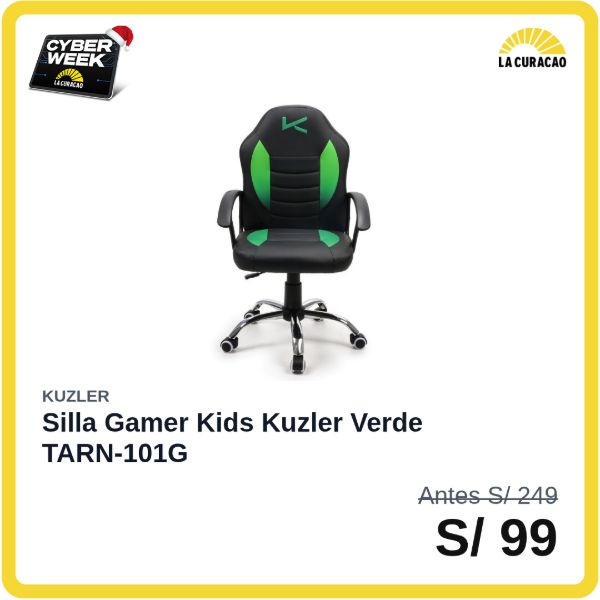 CYBER
WEEK
LA CURACAO
LA CURACAO
K
KUZLER
Silla Gamer Kids Kuzler Verde
TARN-101G
Antes S/ 249
S/ 99